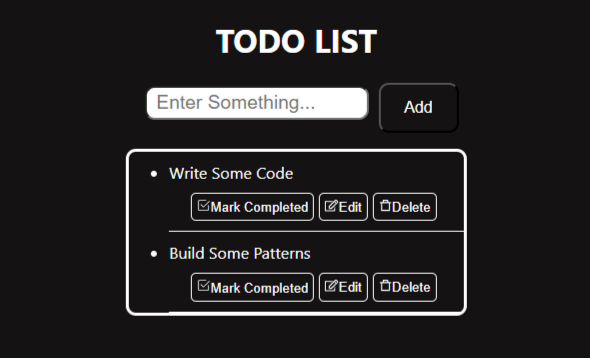 TODO LIST
Enter Something...
Add
Write Some Code
Mark Completed Edit Delete
Build Some Patterns
Mark Completed Edit Delete